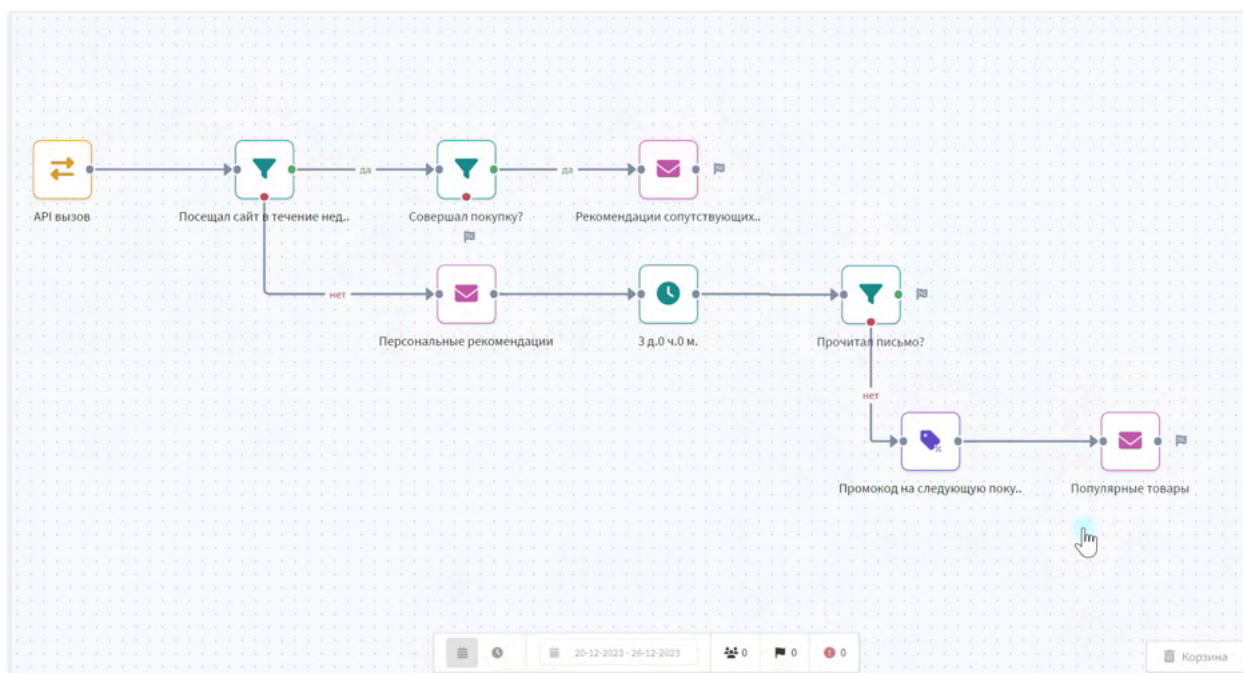 да
да
API вызов
Посещал сайт в течение нед..
Совершал покупку?
Рекомендации сопутствующих..
нет
Персональные рекомендации
3 д.0 ч.0 м.
Прочитал письмо?
нет
Промокод на следующую поку..
Популярные товары
20-12-2023 - 26-12-2023
0
0
0
Корзина